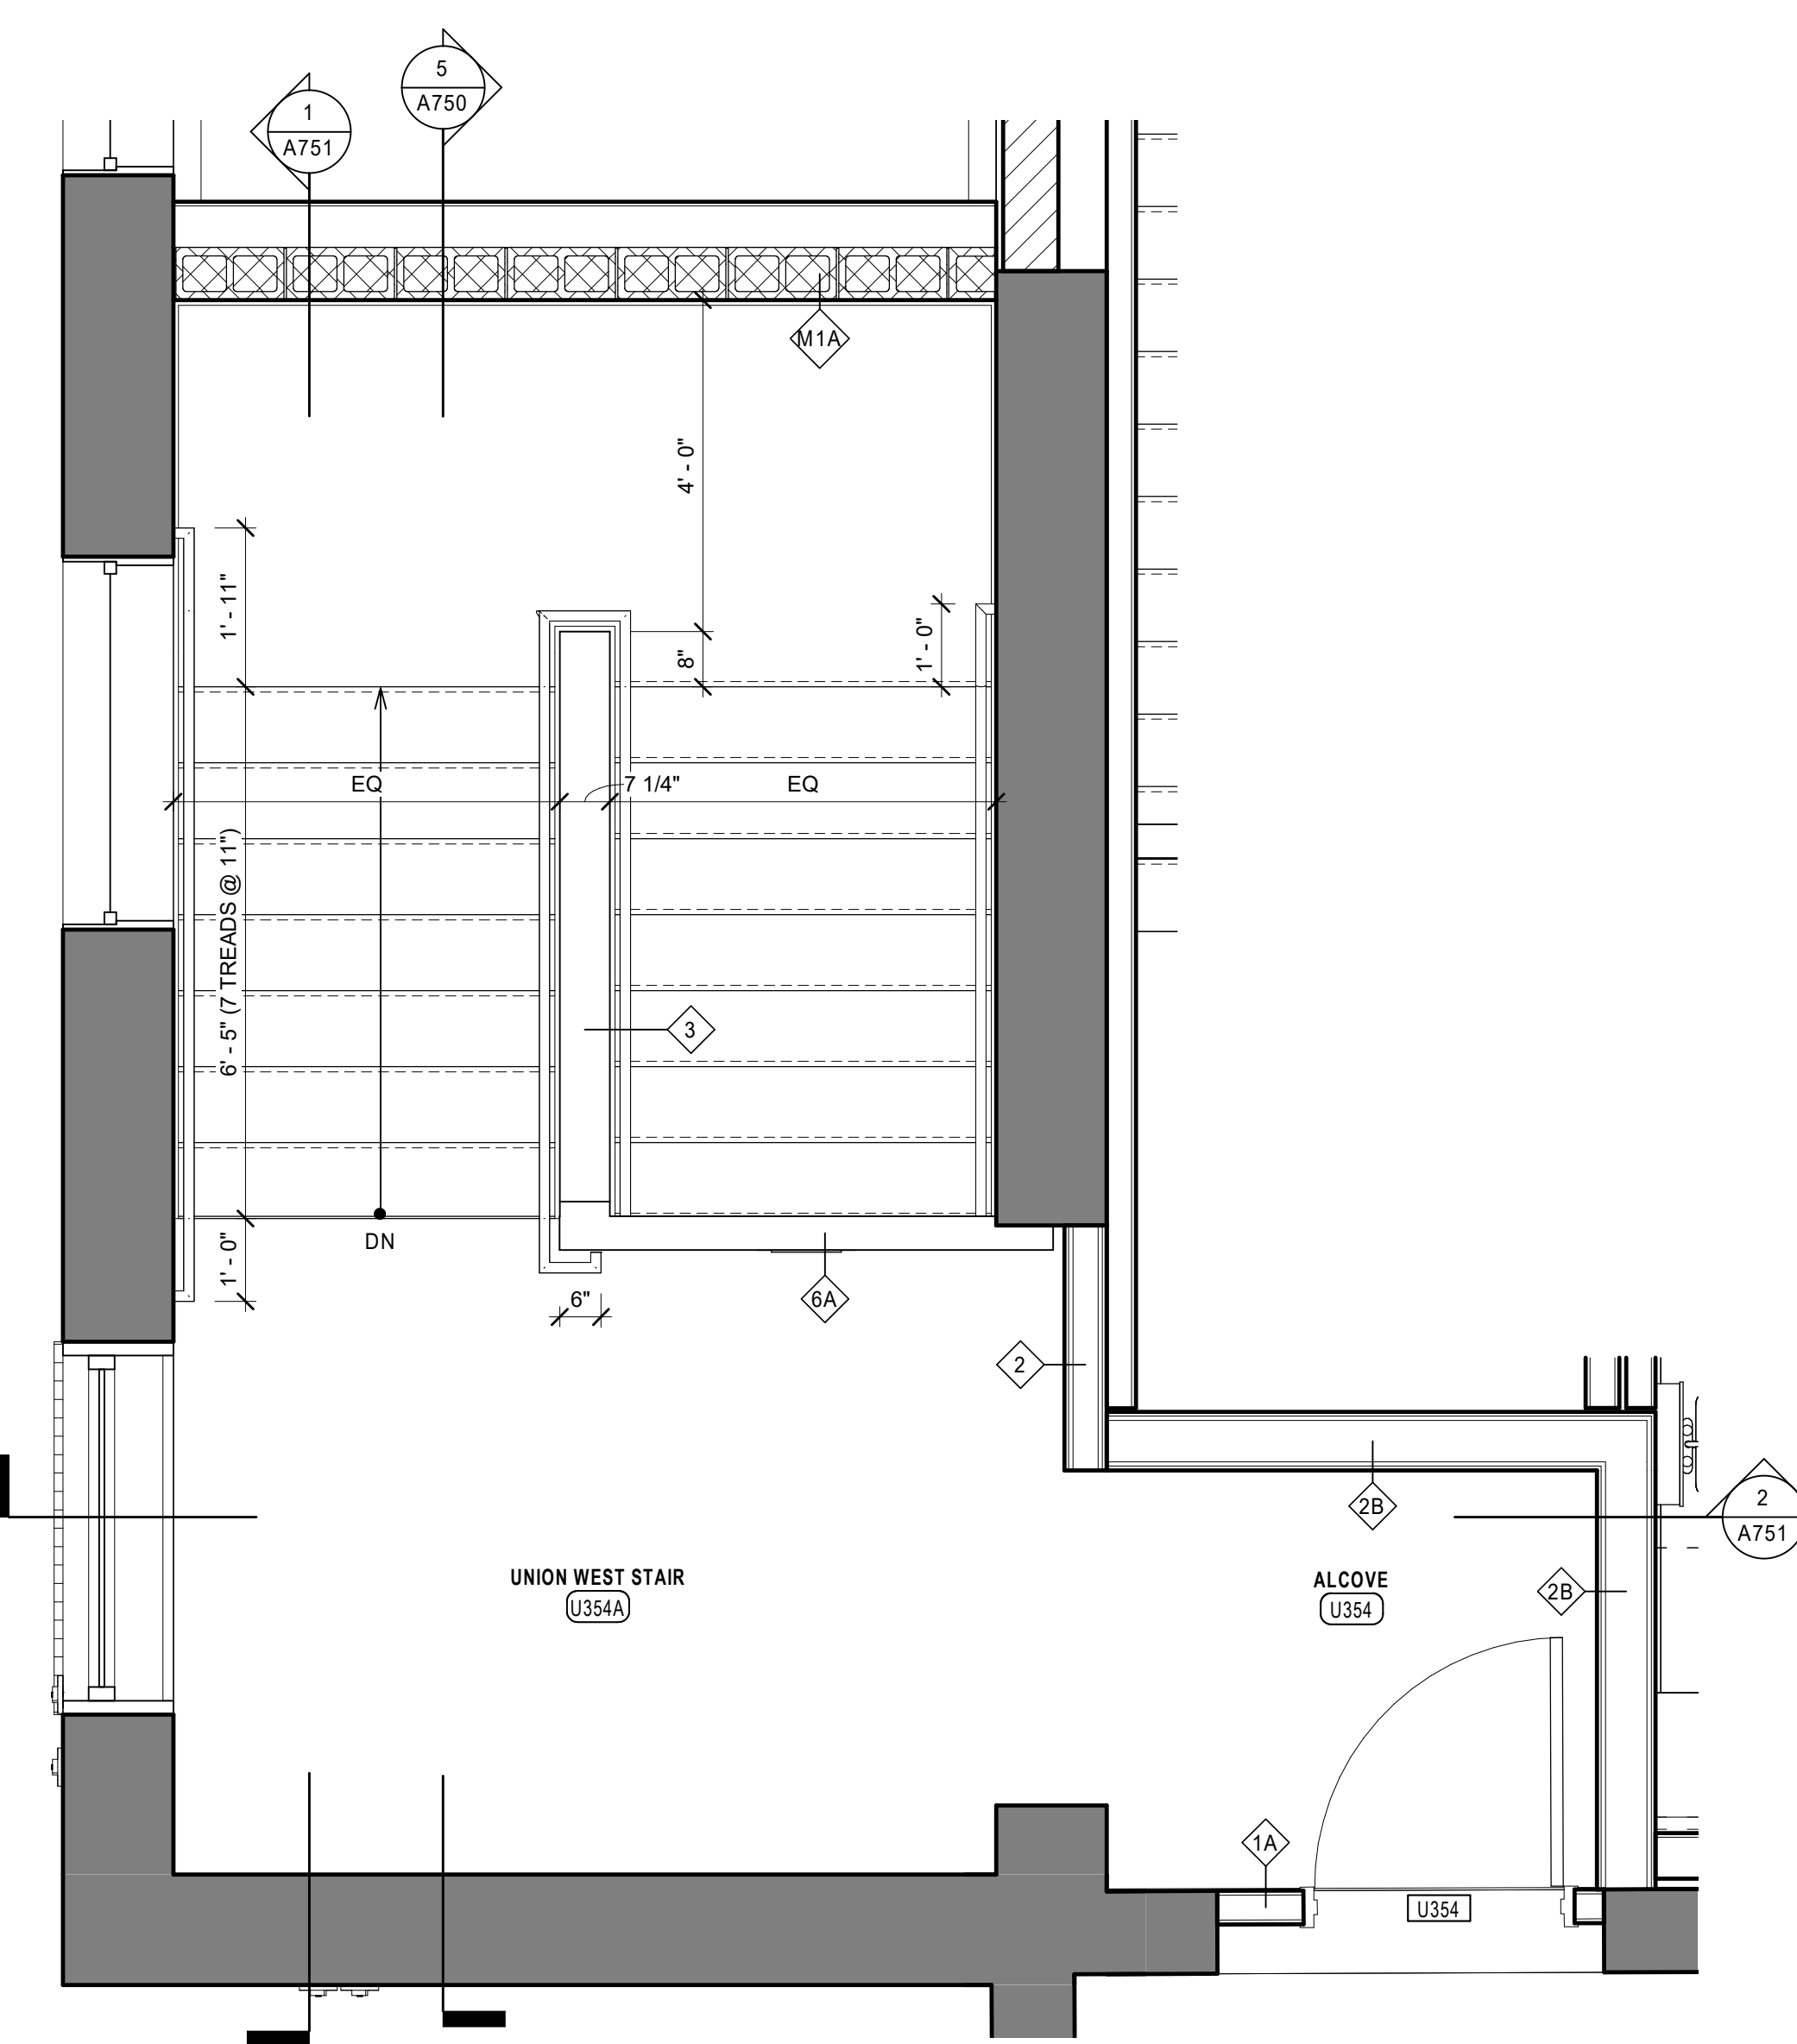 5
A750
1
A751
M1A
4' - 0"
1' - 11"
1' - 0"
8"
EQ
7 1/4"
EQ
6' - 5" (7 TREADS @ 11")
3
DN
1' - 0"
6"
6A
2
2B
2
A751
UNION WEST STAIR
U354A
ALCOVE
U354
2B
1A
U354